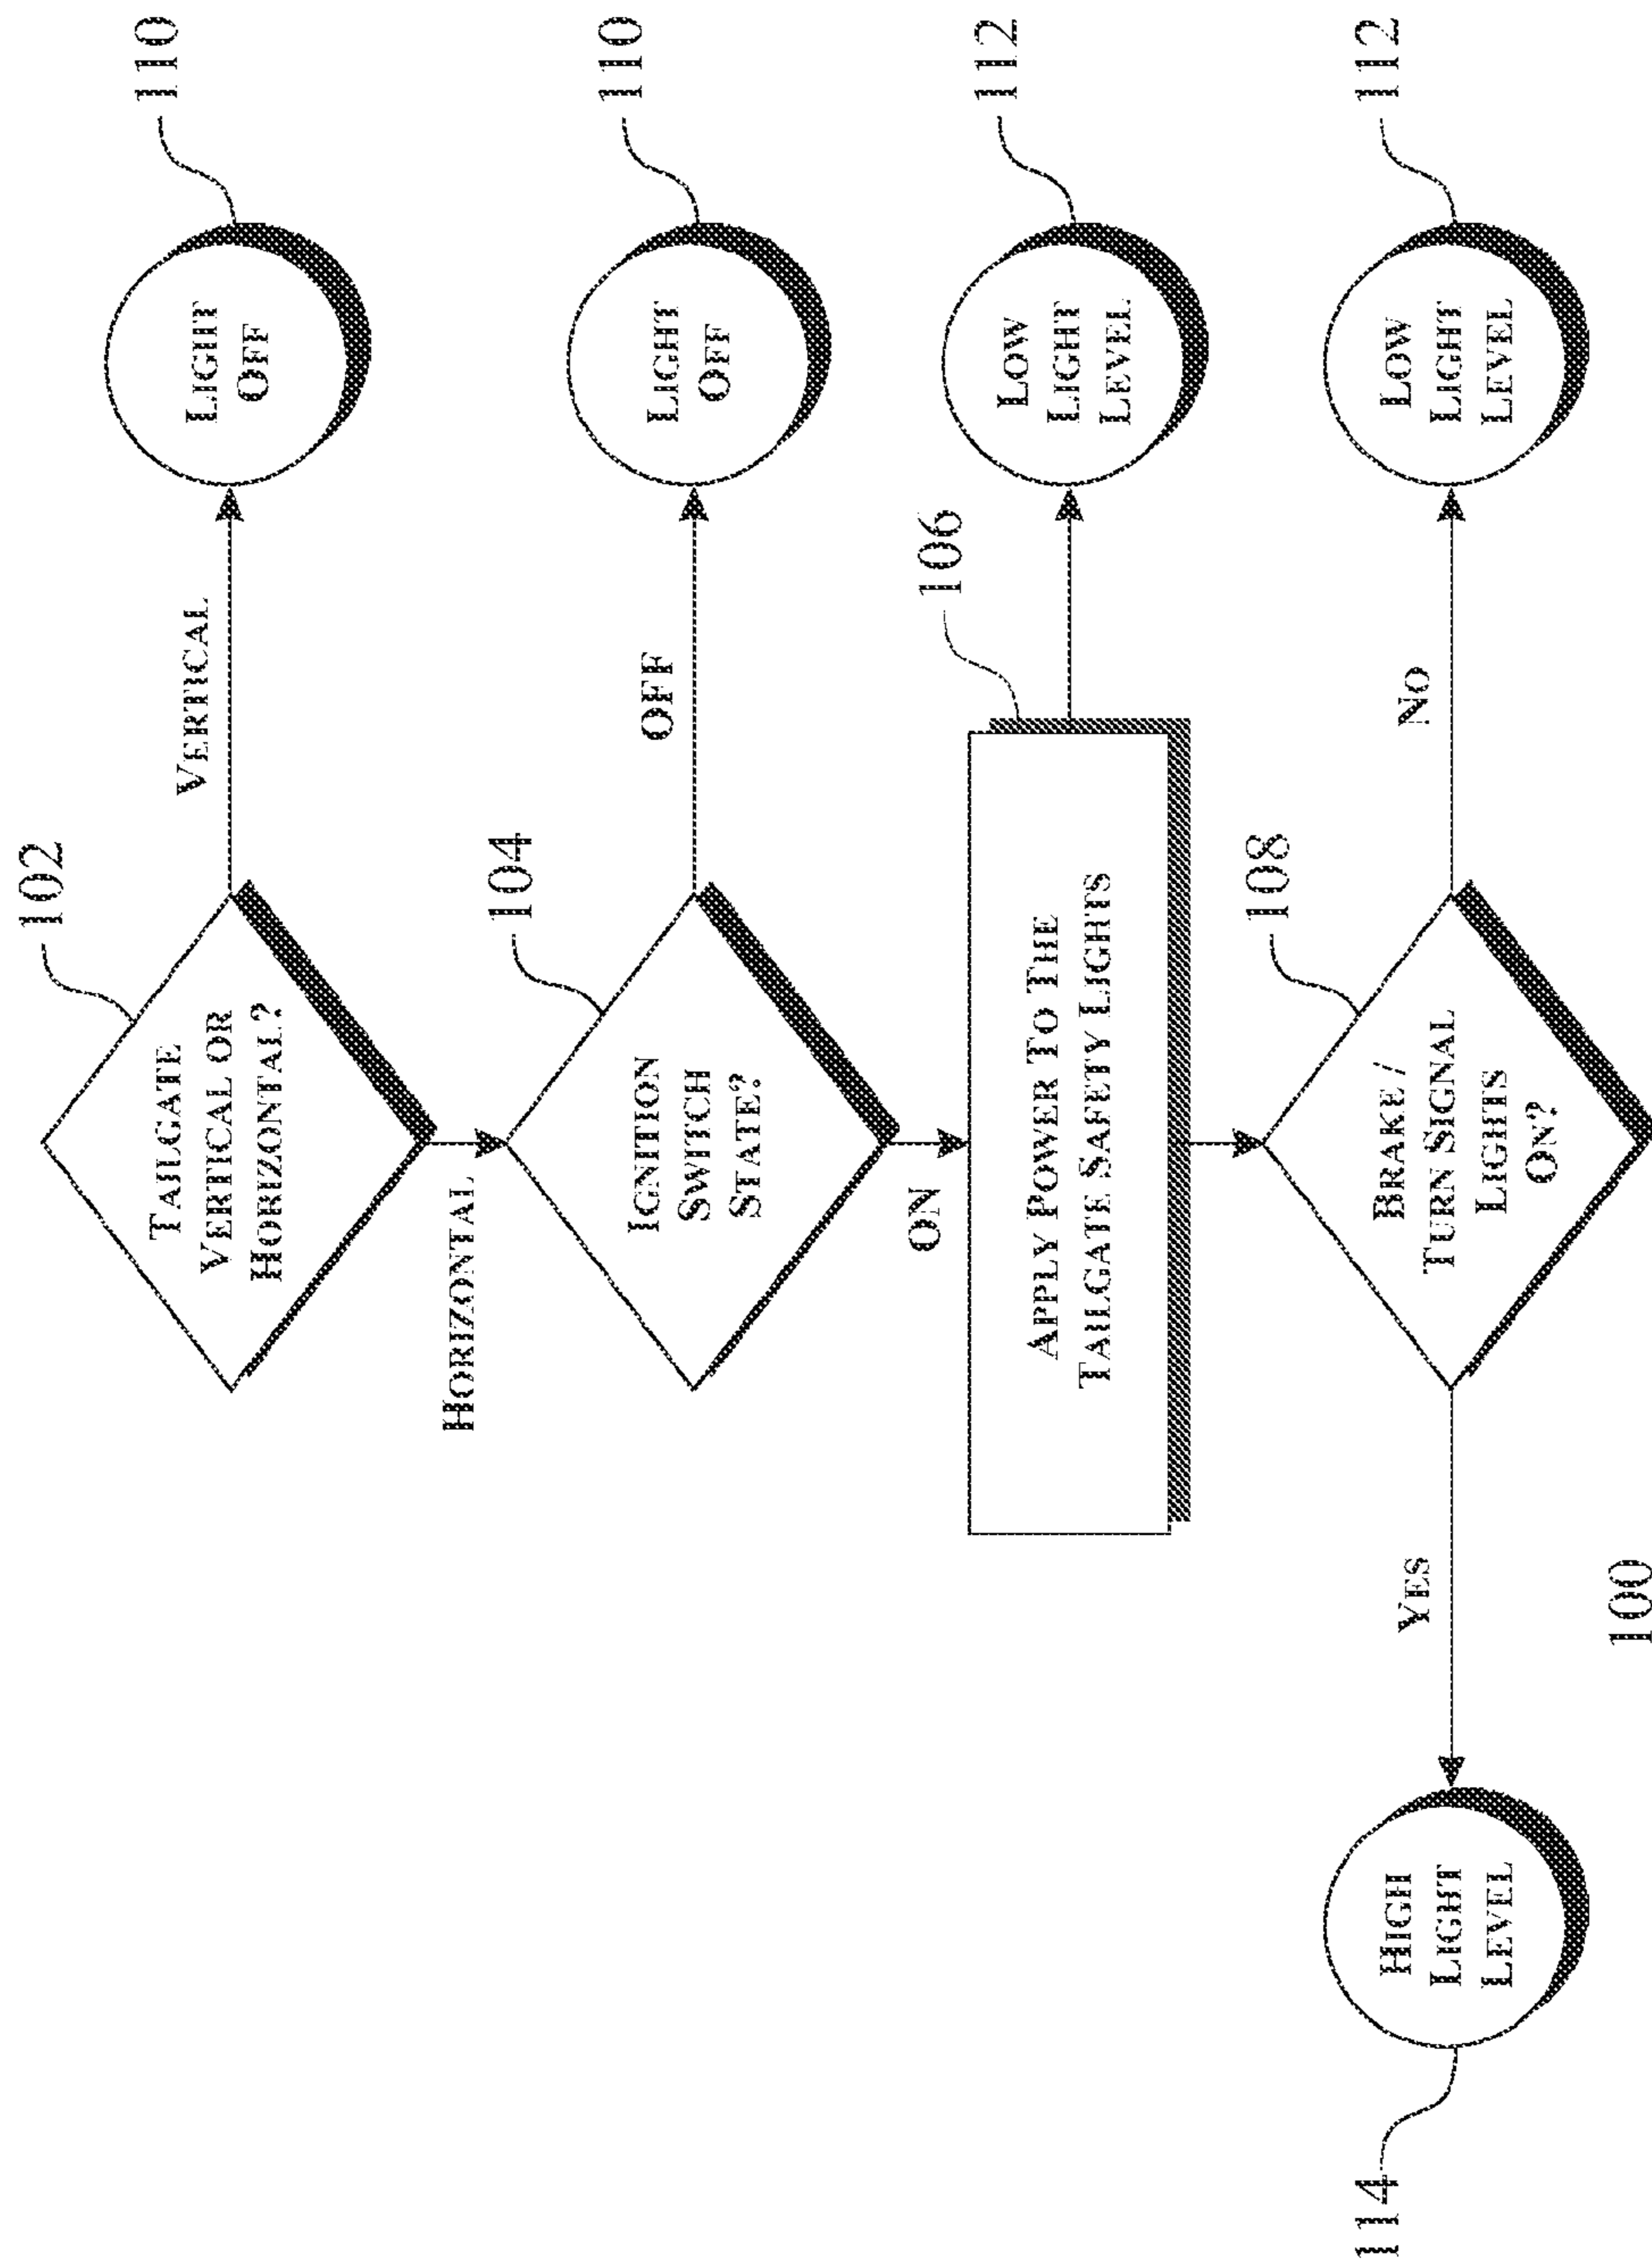 102
TAILGATE
VERTICAL OR
HORIZONTAL?
VERTICAL
LIGHT
OFF
110
HORIZONTAL
104
IGNITION
SWITCH
STATE?
OFF
LIGHT
OFF
110
ON
106
APPLY POWER TO THE
TAILGATE SAFETY LIGHTS
LOW
LIGHT
LEVEL
112
108
BRAKE /
TURN SIGNAL
LIGHTS
ON?
NO
LOW
LIGHT
LEVEL
112
YES
HIGH
LIGHT
LEVEL
114
100